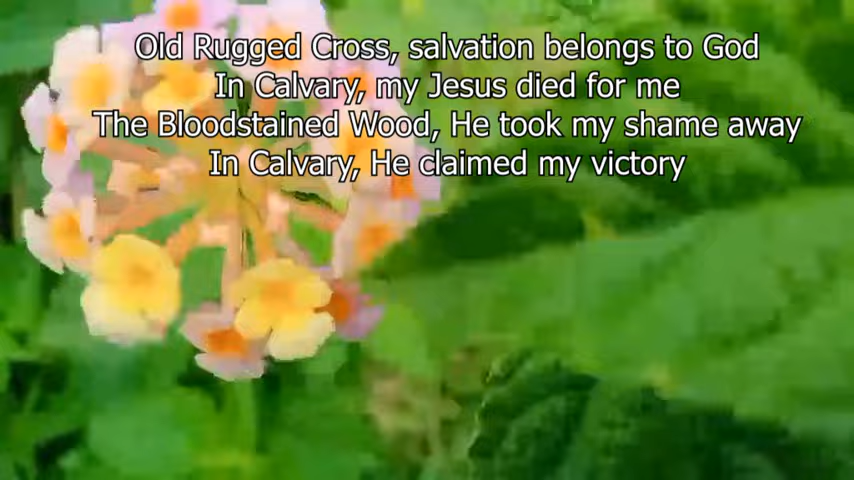 Old Rugged Cross, salvation belongs to God
In Calvary, my Jesus died for me
The Bloodstained Wood, He took my shame away
In Calvary, He claimed my victory